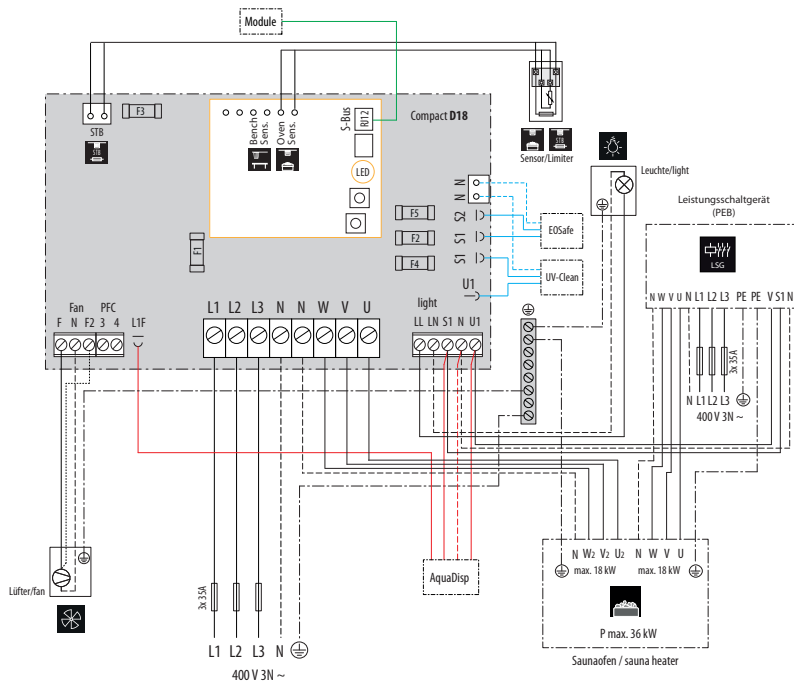 Module
F3
STB
STB
Bench
Sens.
Oven
Sens.
S-Bus
RJ12
LED
Compact D18
STB
Sensor/Limiter
Leuchte/light
Leistungsschaltgerät
(PEB)
LSG
N
N
S2
S1
S1
U1
F5
F2
F4
F1
EOSafe
UV-Clean
N W V U N L1 L2 L3 PE PE V S1 N
3x 35A
N L1 L2 L3
400 V 3N ~
Fan PFC
F N F2 3 4 L1F
L1 L2 L3 N N W V U
light
LL LN S1 N U1
Lüfter/fan
3x 35A
L1 L2 L3 N
400 V 3N ~
AquaDisp
N W2 V2 U2 N W V U
max. 18 kW max. 18 kW
P max. 36 kW
Saunaofen / sauna heater